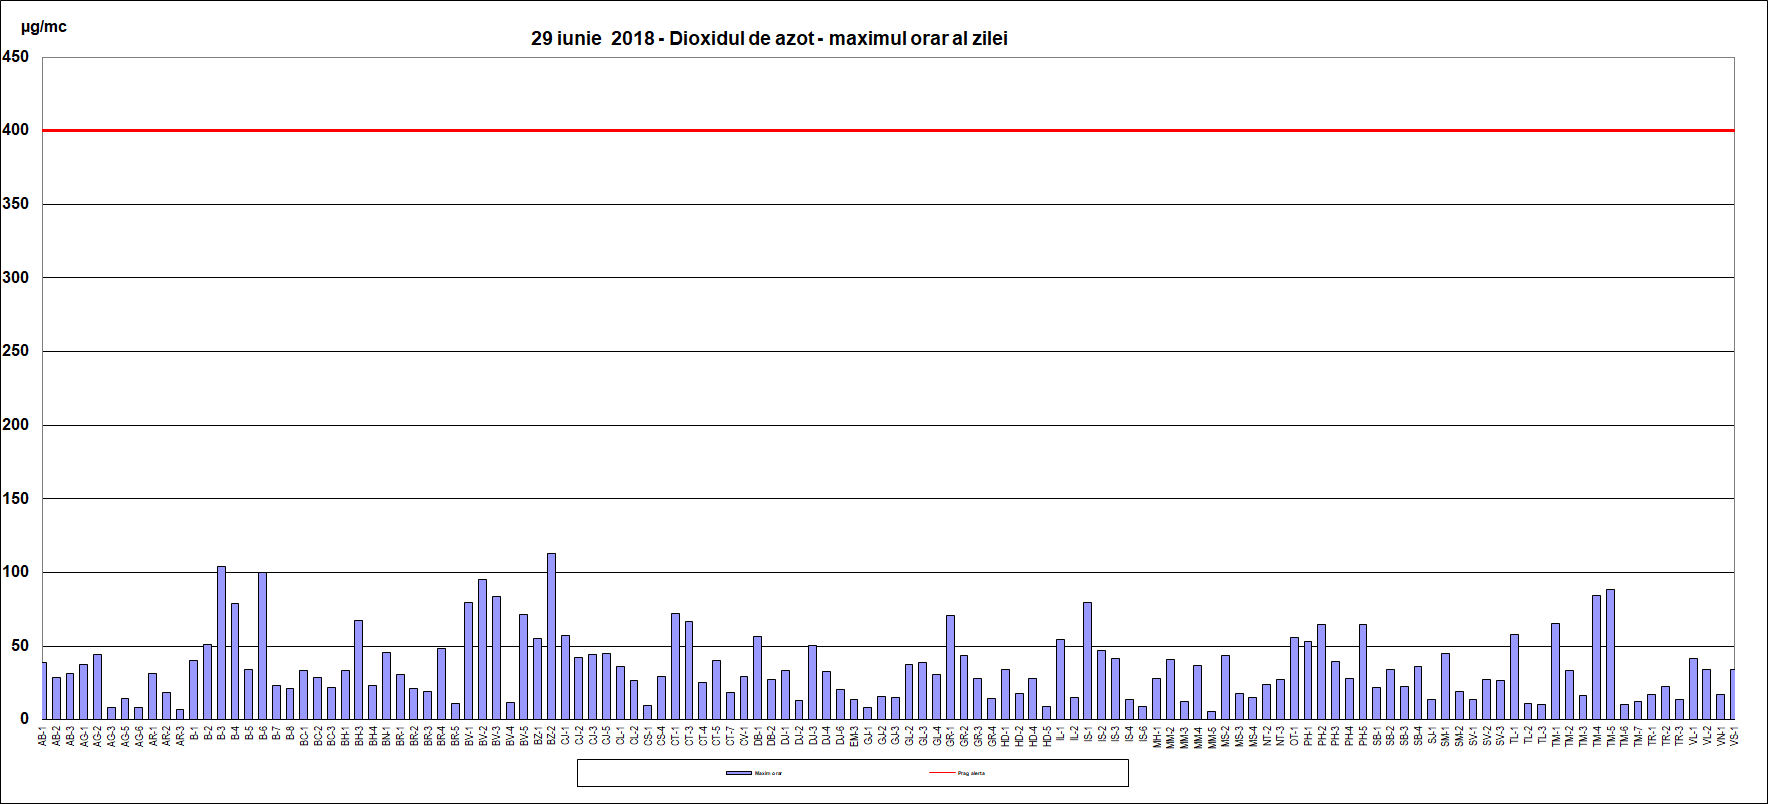 µg/mc
29 iunie 2018 - Dioxidul de azot - maximul orar al zilei
450
400
350
300
250
200
150
100
50
0
AB-1 AB-2 AB-3 AG-1 AG-2 AG-3 AG-5 AG-6 AR-1 AR-2 AR-3 B-1 B-2 B-3 B-4 B-5 B-6 B-7 B-8 BC-1 BC-2 BC-3 BH-1 BH-3 BH-4 BN-1 BR-1 BR-2 BR-3 BR-4 BR-5 BV-1 BV-2 BV-3 BV-4 BV-5 BZ-1 BZ-2 CJ-1 CJ-2 CJ-3 CJ-5 CL-1 CL-2 CS-1 CS-4 CT-1 CT-3 CT-4 CT-5 CT-7 CV-1 DB-1 DB-2 DJ-1 DJ-2 DJ-3 DJ-4 DJ-6 EM-3 GJ-1 GJ-2 GJ-3 GL-2 GL-3 GL-4 GR-1 GR-2 GR-3 GR-4 HD-1 HD-2 HD-4 HD-5 IL-1 IL-2 IS-1 IS-2 IS-3 IS-4 IS-6 MH-1 MM-2 MM-3 MM-4 MM-5 MS-2 MS-3 MS-4 NT-2 NT-3 OT-1 PH-1 PH-2 PH-3 PH-4 PH-5 SB-1 SB-2 SB-3 SB-4 SJ-1 SM-1 SM-2 SV-1 SV-2 SV-3 TL-1 TL-2 TL-3 TM-1 TM-2 TM-3 TM-4 TM-5 TM-6 TM-7 TR-1 TR-2 TR-3 VL-1 VL-2 VN-1 VS-1
Maxim orar Prag alerta